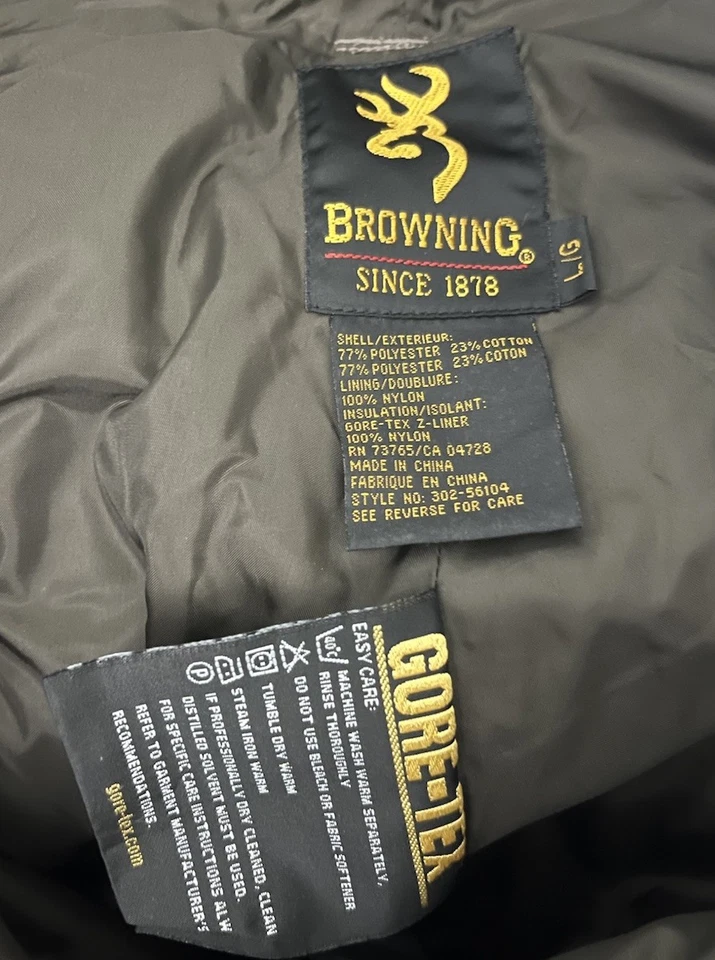 BROWNING®
SINCE 1878
L/G
SHELL/EXTERIEUR:
77% POLYESTER 23% COTTON
77% POLYESTER 23% COTON
LINING/DOUBLURE:
100% NYLON
INSULATION/ISOLANT:
GORE-TEX Z-LINER
100% NYLON
RN 73765/CA 04728
MADE IN CHINA
FABRIQUE EN CHINA
STYLE NO: 302-56104
SEE REVERSE FOR CARE
GORE-TEX
EASY CARE:
40°C MACHINE WASH WARM SEPARATELY,
RINSE THOROUGHLY
DO NOT USE BLEACH OR FABRIC SOFTENER
TUMBLE DRY WARM
STEAM IRON WARM
P IF PROFESSIONALLY DRY CLEANED, CLEAN
DISTILLED SOLVENT MUST BE USED.
FOR SPECIFIC CARE INSTRUCTIONS ALW
REFER TO GARMENT MANUFACTURER'S
RECOMMENDATIONS.
gore-tex.com